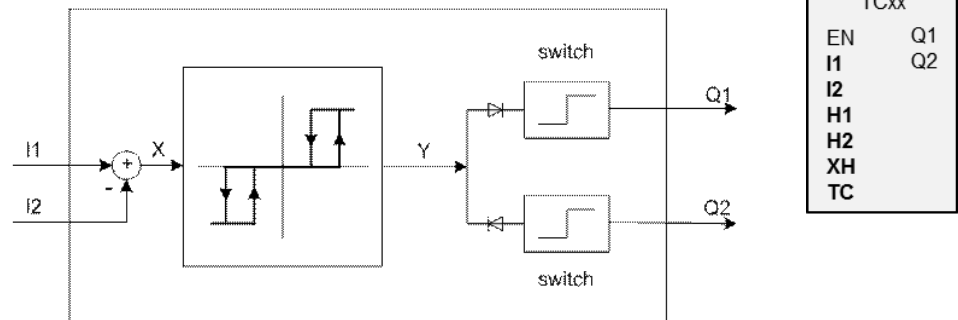 switch
Q1
I1
X
+
-
Y
I2
Q2
switch
TCxx
EN Q1
I1 Q2
I2
H1
H2
XH
TC